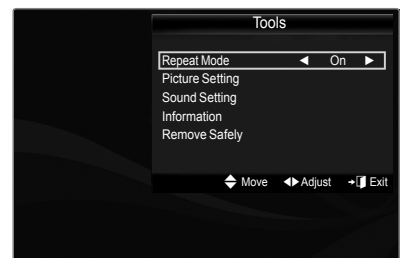 Tools
Repeat Mode ◀ On ▶
Picture Setting
Sound Setting
Information
Remove Safely
Move Adjust Exit